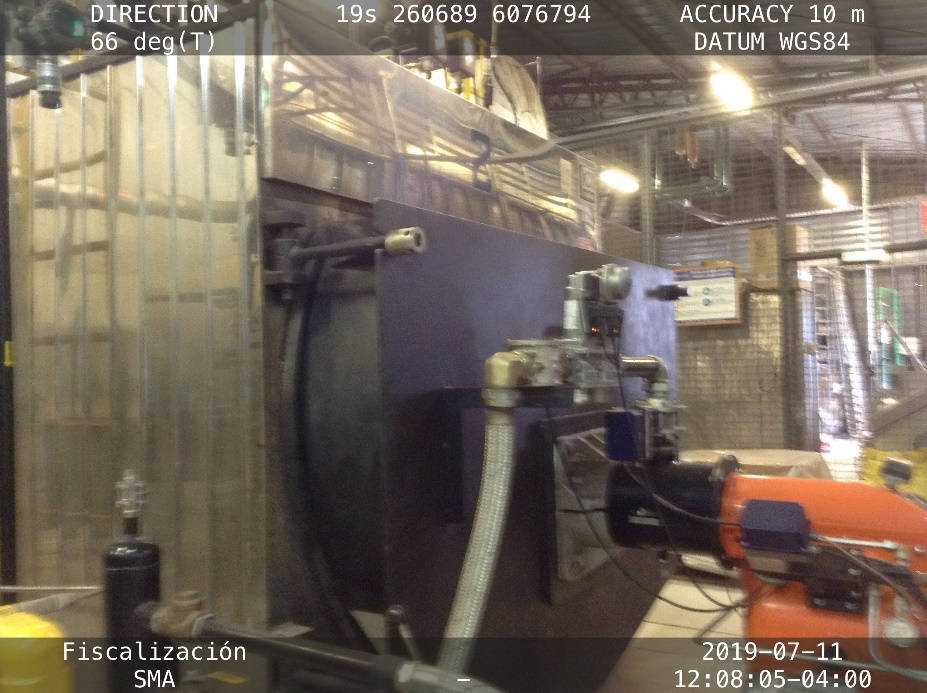 DIRECTION
66 deg(T)
19s 260689 6076794
ACCURACY 10 m
DATUM WGS84
Fiscalización
SMA
–
2019-07-11
12:08:05-04:00